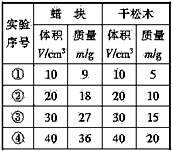 实验序号 蜡 块 干松木
体积V/cm³ 质量m/g 体积V/cm³ 质量m/g
① 10 9 10 5
② 20 18 20 10
③ 30 27 30 15
④ 40 36 40 20